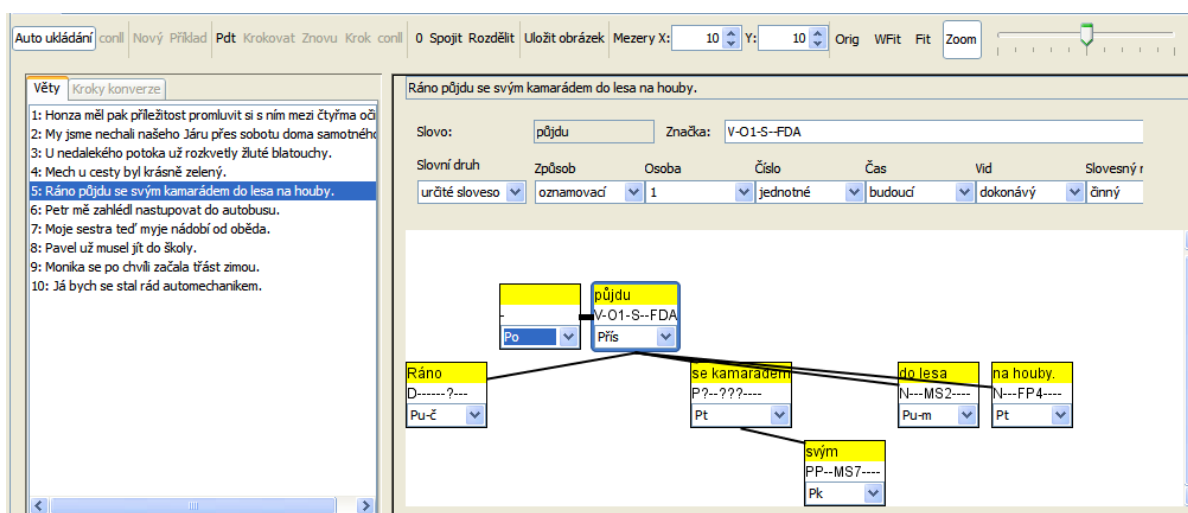 Auto ukládání conll Nový Příklad Pdt Krokovat Znovu Krok conll 0 Spojit Rozdělit Uložit obrázek Mezery X: 10 Y: 10 Orig WFit Fit Zoom
Věty Kroky konverze
1: Honza měl pak příležitost promluvit si s ním mezi čtyřma oči
2: My jsme nechali našeho Járu přes sobotu doma samotného
3: U nedalekého potoka už rozkvetly žluté blatouchy.
4: Mech u cesty byl krásně zelený.
5: Ráno půjdu se svým kamarádem do lesa na houby.
6: Petr mě zahlédl nastupovat do autobusu.
7: Moje sestra teď myje nádobí od oběda.
8: Pavel už musel jít do školy.
9: Monika se po chvíli začala třást zimou.
10: Já bych se stal rád automechanikem.
Ráno půjdu se svým kamarádem do lesa na houby.
Slovo: půjdu Značka: V-O1-S--FDA
Slovní druh Způsob Osoba Číslo Čas Vid Slovesný r
určité sloveso oznamovací 1 jednotné budoucí dokonávý činný
půjdu
- V-O1-S--FDA
Po Přís
Ráno se kamarádem do lesa na houby.
D------?--- P?--???---- N---MS2---- N---FP4----
Pu-č Pt Pu-m Pt
svým
PP--MS7----
Pk